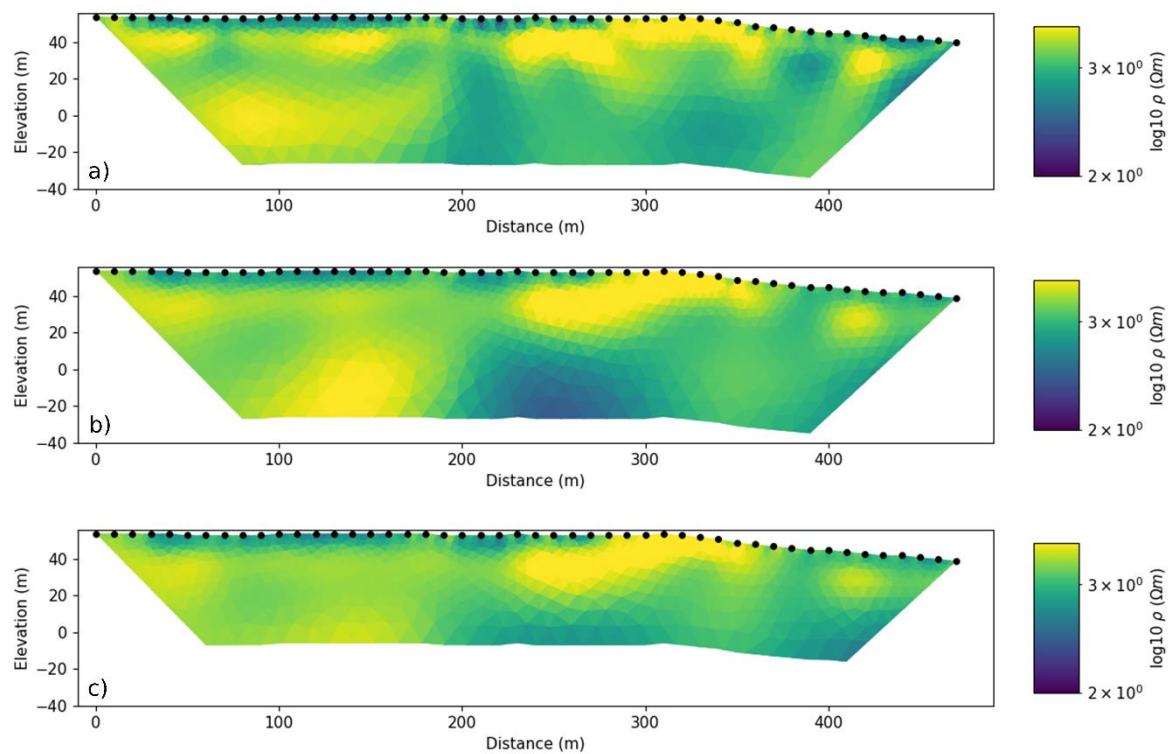 40
20
0
−20
−40
Elevation (m)
a)
0 100 200 300 400
Distance (m)
3 × 10⁰
2 × 10⁰
log10 ρ (Ωm)
40
20
0
−20
−40
Elevation (m)
b)
0 100 200 300 400
Distance (m)
3 × 10⁰
2 × 10⁰
log10 ρ (Ωm)
40
20
0
−20
−40
Elevation (m)
c)
0 100 200 300 400
Distance (m)
3 × 10⁰
2 × 10⁰
log10 ρ (Ωm)